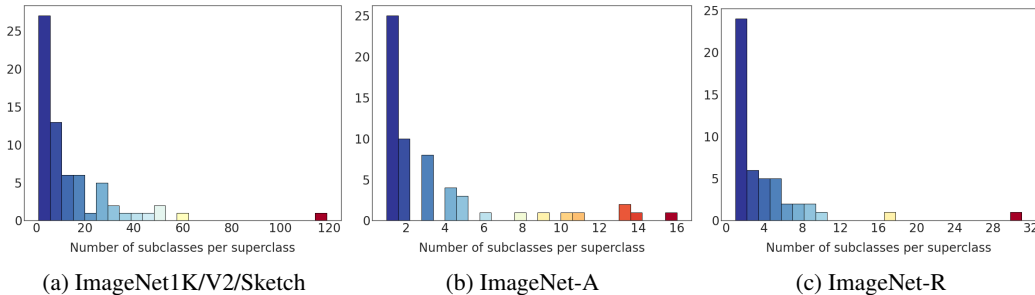 25
20
15
10
5
0
0 20 40 60 80 100 120
Number of subclasses per superclass
(a) ImageNet1K/V2/Sketch
25
20
15
10
5
0
2 4 6 8 10 12 14 16
Number of subclasses per superclass
(b) ImageNet-A
25
20
15
10
5
0
0 4 8 12 16 20 24 28 32
Number of subclasses per superclass
(c) ImageNet-R